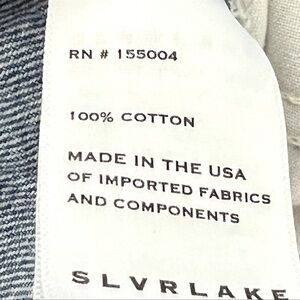 RN # 155004
100% COTTON
MADE IN THE USA
OF IMPORTED FABRICS
AND COMPONENTS
SLVRLAKE